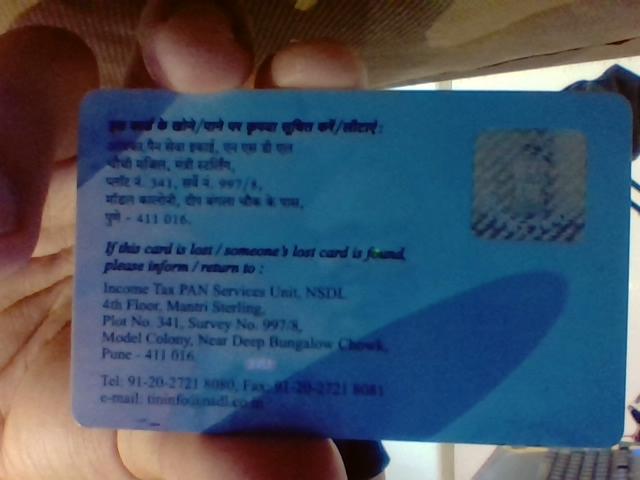 इस कार्ड के खोने/पाने पर कृपया सूचित करें/लौटाएं:
आयकर पैन सेवा इकाई, एन एस डी एल
चौथी मंजिल, मंत्री स्टर्लिंग,
प्लॉट नं. 341, सर्वे नं. 997/8,
मॉडल कालोनी, दीप बंगला चौक के पास,
पुणे - 411 016.
If this card is lost / someone's lost card is found,
please inform / return to :
Income Tax PAN Services Unit, NSDL
4th Floor, Mantri Sterling,
Plot No. 341, Survey No. 997/8,
Model Colony, Near Deep Bungalow Chowk,
Pune - 411 016
Tel: 91-20-2721 8080, Fax: 91-20-2721 8081
e-mail: tininfo@nsdl.co.in